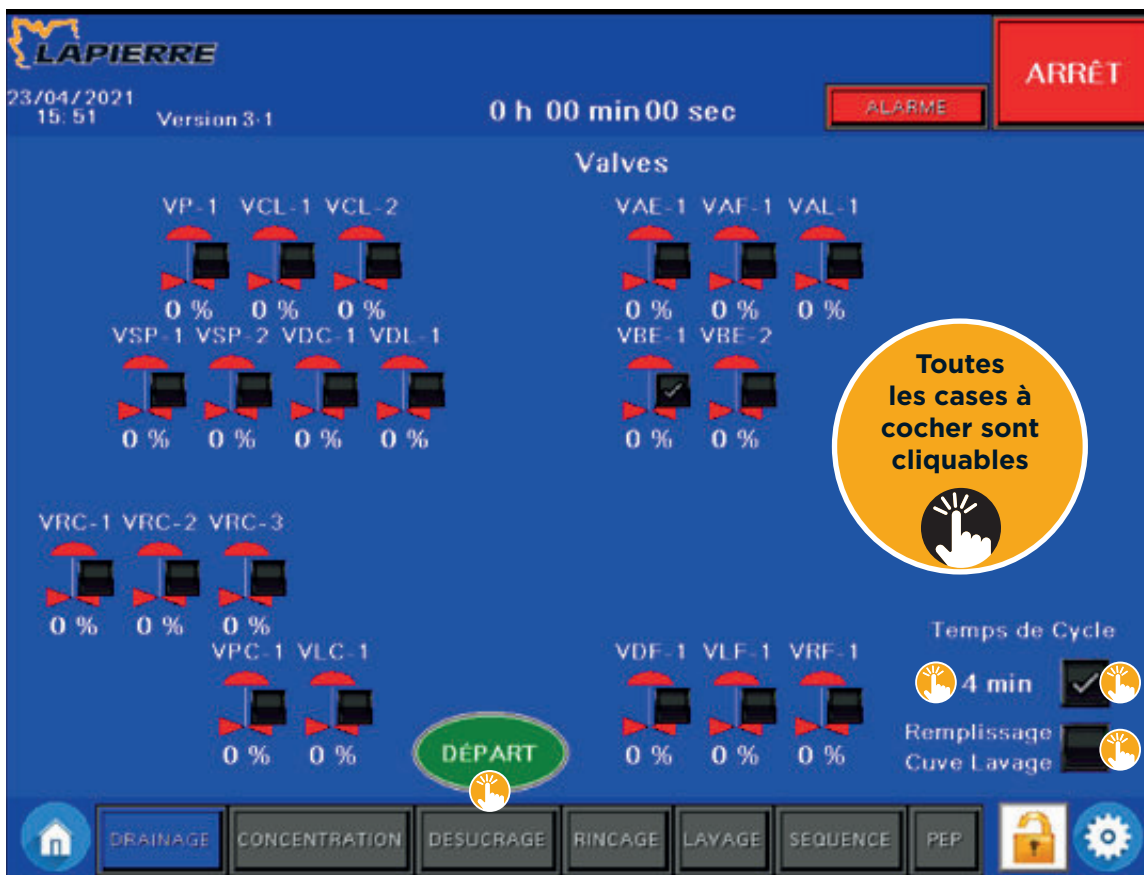 LAPIERRE
ARRÊT
23/04/2021
15:51
Version 3-1
0 h 00 min 00 sec
ALARME
Valves
VP-1 VCL-1 VCL-2
VAE-1 VAF-1 VAL-1
0 % 0 % 0 %
0 % 0 % 0 %
VSP-1 VSP-2 VDC-1 VDL-1
VBE-1 VBE-2
0 % 0 % 0 % 0 %
0 % 0 %
Toutes
les cases à
cocher sont
cliquables
VRC-1 VRC-2 VRC-3
0 % 0 % 0 %
VPC-1 VLC-1
0 % 0 %
VDF-1 VLF-1 VRF-1
0 % 0 % 0 %
Temps de Cycle
4 min
Remplissage
Cuve Lavage
DÉPART
DRAINAGE CONCENTRATION DESUCRAGE RINCAGE LAVAGE SEQUENCE PEP